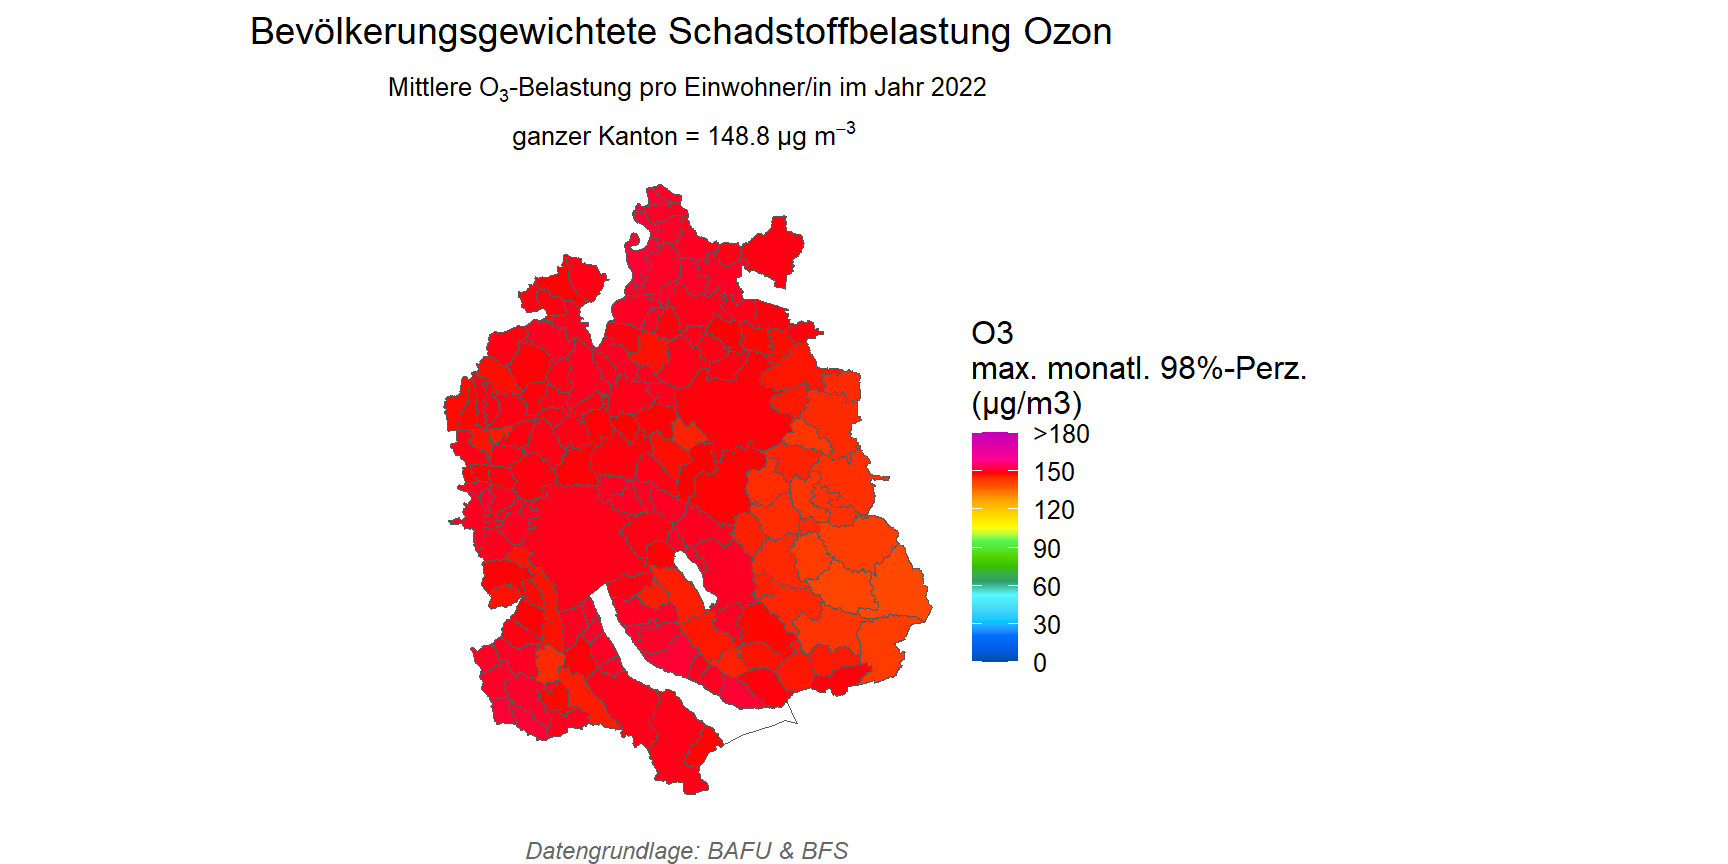 Bevölkerungsgewichtete Schadstoffbelastung Ozon
Mittlere O₃-Belastung pro Einwohner/in im Jahr 2022
ganzer Kanton = 148.8 µg m⁻³
O3
max. monatl. 98%-Perz.
(µg/m3)
>180
150
120
90
60
30
0
Datengrundlage: BAFU & BFS